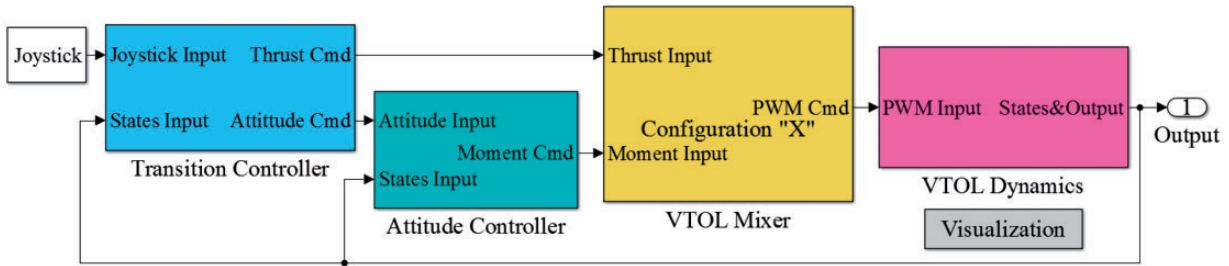 Joystick
Joystick Input
Thrust Cmd
States Input
Attittude Cmd
Transition Controller
Attitude Input
Moment Cmd
States Input
Attitude Controller
Thrust Input
PWM Cmd
Configuration "X"
Moment Input
VTOL Mixer
PWM Input
States&Output
VTOL Dynamics
1
Output
Visualization